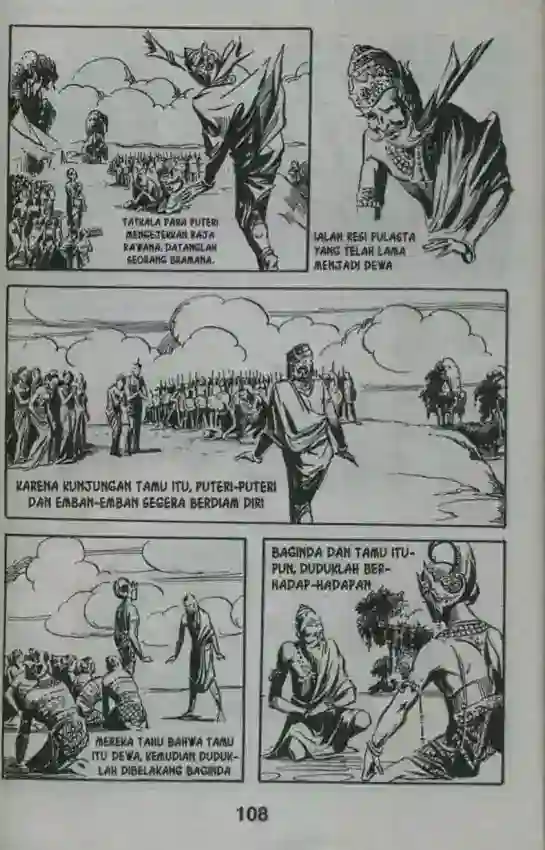 TATKALA PARA PUTERI
MENGEJEKKAN RAJA
RAWANA, DATANGLAH
SEORANG BRAMANA.
IALAH RESI PULASTA
YANG TELAH LAMA
MENJADI DEWA
KARENA KUNJUNGAN TAMU ITU, PUTERI-PUTERI
DAN EMBAN-EMBAN SEGERA BERDIAM DIRI
MEREKA TAHU BAHWA TAMU
ITU DEWA, KEMUDIAN DUDUK-
LAH DIBELAKANG BAGINDA
BAGINDA DAN TAMU ITU-
PUN, DUDUKLAH BER-
HADAP-HADAPAN
108